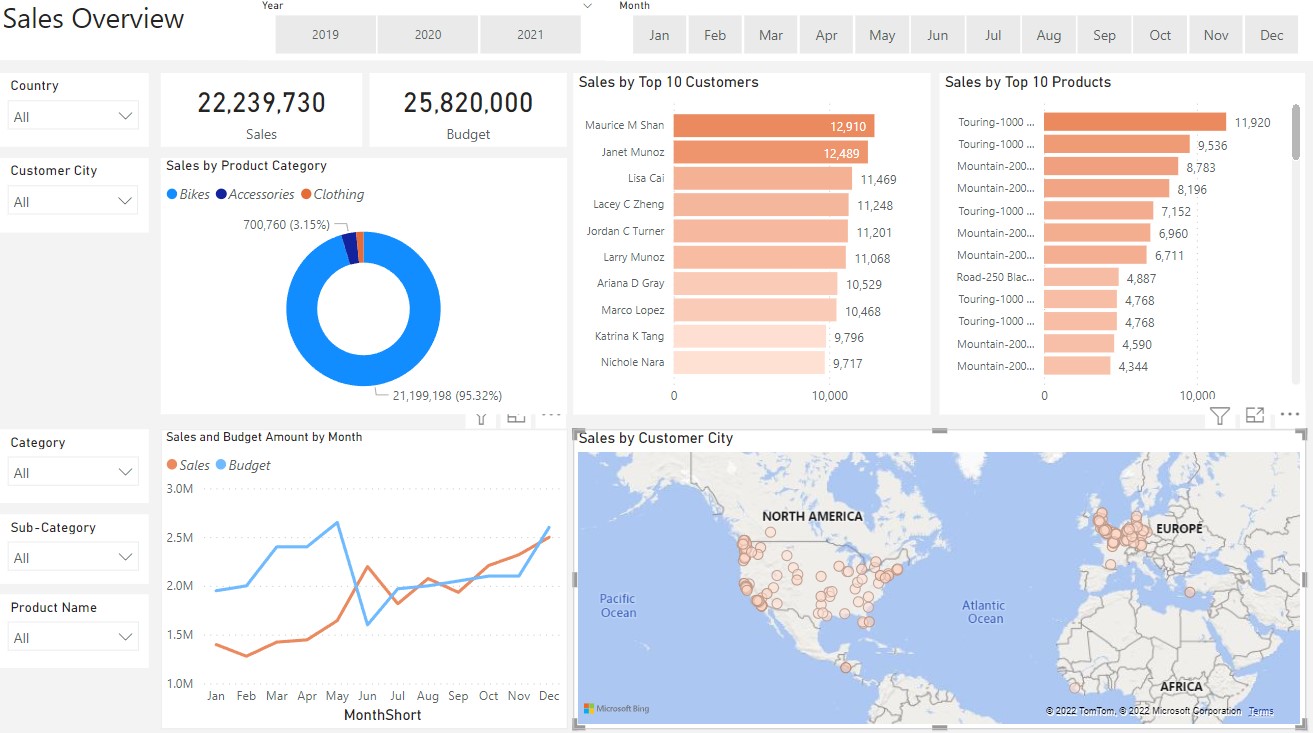 Sales Overview
Year
2019 2020 2021
Month
Jan Feb Mar Apr May Jun Jul Aug Sep Oct Nov Dec
Country
All
Customer City
All
22,239,730
Sales
25,820,000
Budget
Sales by Product Category
Bikes Accessories Clothing
700,760 (3.15%)
21,199,198 (95.32%)
Sales by Top 10 Customers
Maurice M Shan 12,910
Janet Munoz 12,489
Lisa Cai 11,469
Lacey C Zheng 11,248
Jordan C Turner 11,201
Larry Munoz 11,068
Ariana D Gray 10,529
Marco Lopez 10,468
Katrina K Tang 9,796
Nichole Nara 9,717
0 10,000
Sales by Top 10 Products
Touring-1000 ... 11,920
Touring-1000 ... 9,536
Mountain-200... 8,783
Mountain-200... 8,196
Touring-1000 ... 7,152
Mountain-200... 6,960
Mountain-200... 6,711
Road-250 Blac... 4,887
Touring-1000 ... 4,768
Touring-1000 ... 4,768
Mountain-200... 4,590
Mountain-200... 4,344
0 10,000
Category
All
Sub-Category
All
Product Name
All
Sales and Budget Amount by Month
Sales Budget
3.0M
2.5M
2.0M
1.5M
1.0M
Jan Feb Mar Apr May Jun Jul Aug Sep Oct Nov Dec
MonthShort
Sales by Customer City
NORTH AMERICA
EUROPE
Pacific
Ocean
Atlantic
Ocean
AFRICA
Microsoft Bing
© 2022 TomTom, © 2022 Microsoft Corporation Terms